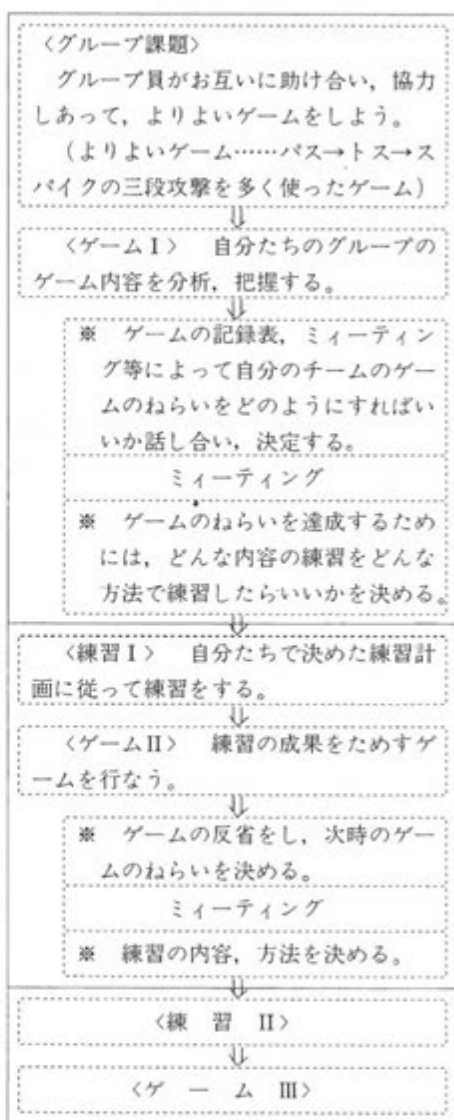 〈グループ課題〉
グループ員がお互いに助け合い，協力
しあって，よりよいゲームをしよう。
（よりよいゲーム……パス→トス→ス
パイクの三段攻撃を多く使ったゲーム）
⇓
〈ゲームⅠ〉　自分たちのグループの
ゲーム内容を分析，把握する。
⇓
※　ゲームの記録表，ミィーティン
グ等によって自分のチームのゲー
ムのねらいをどのようにすればい
いか話し合い，決定する。
ミィーティング
※　ゲームのねらいを達成するため
には，どんな内容の練習をどんな
方法で練習したらいいかを決める。
⇓
〈練習Ⅰ〉　自分たちで決めた練習計
画に従って練習をする。
⇓
〈ゲームⅡ〉　練習の成果をためすゲ
ームを行なう。
⇓
※　ゲームの反省をし，次時のゲー
ムのねらいを決める。
ミィーティング
※　練習の内容，方法を決める。
⇓
〈練　習　Ⅱ〉
⇓
〈ゲ　ー　ム　Ⅲ〉